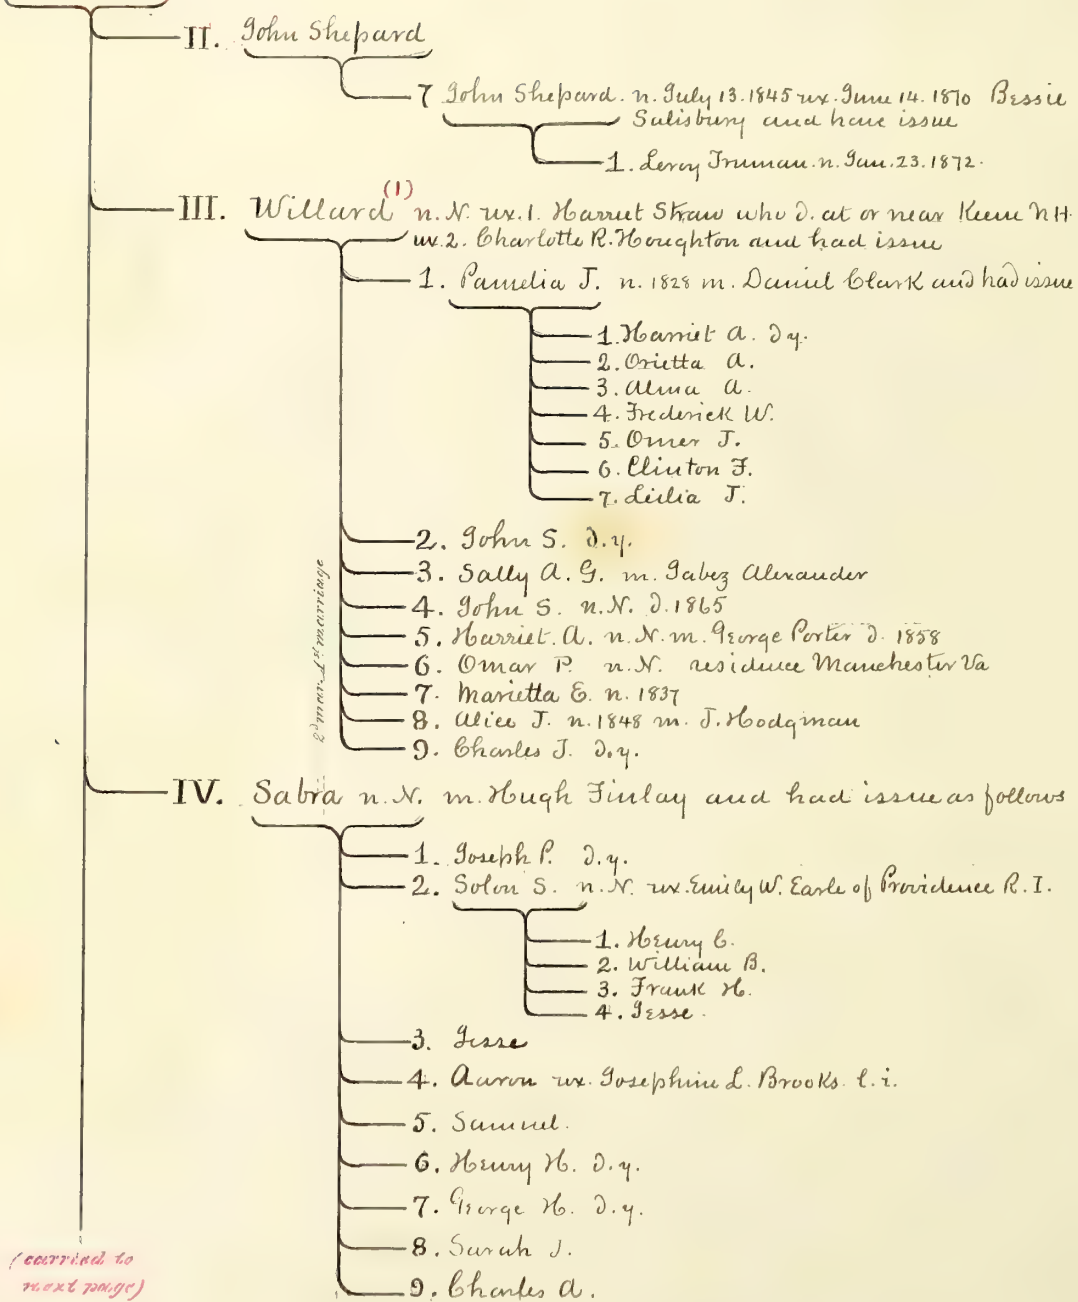 II. John Shepard
7 John Shepard. n. July 13. 1845 ux. June 14. 1870 Bessie
Salisbury and have issue
1. Leroy Truman. n. Jan. 23. 1872.
III. Willard (1) n. N. ux. 1. Harriet Straw who d. at or near Keene N H.
ux. 2. Charlotte R. Houghton and had issue
1. Pamelia J. n. 1828 m. Daniel Clark and had issue
1. Harriet A. d y.
2. Orietta A.
3. Alma A.
4. Frederick W.
5. Omer J.
6. Clinton F.
7. Leilia J.
2. John S. d. y.
3. Sally A. G. m. Jabez Alexander
4. John S. n. N. d. 1865
5. Harriet. A. n. N. m. George Porter d. 1858
6. Omar P. n. N. residence Manchester Va
7. Marietta E. n. 1837
8. Alice J. n. 1848 m. J. Hodgman
9. Charles J. d. y.
2d marriage
IV. Sabra n. N. m. Hugh Finlay and had issue as follows
1. Joseph P. d. y.
2. Solon S. n. N. ux. Emily W. Earle of Providence R. I.
1. Henry C.
2. William B.
3. Frank H.
4. Jesse.
3. Jesse
4. Aaron ux. Josephine L. Brooks. l. i.
5. Samuel.
6. Henry H. d. y.
7. George H. d. y.
8. Sarah J.
9. Charles A.
(carried to
next page)